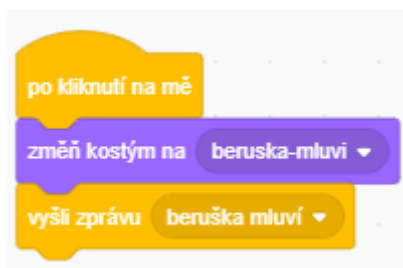 po kliknutí na mě
změň kostým na beruska-mluvi
vyšli zprávu beruška mluví